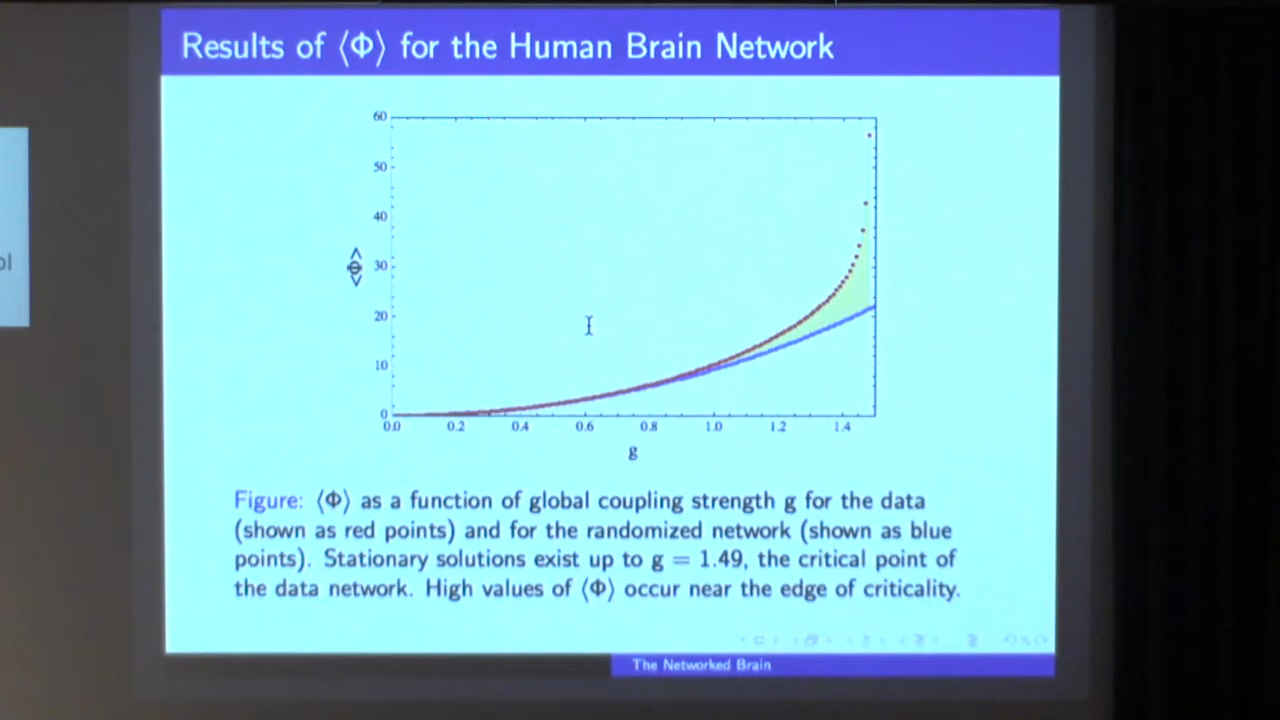 Results of ⟨Φ⟩ for the Human Brain Network
60
50
40
30
20
10
0
<Φ>
0.0 0.2 0.4 0.6 0.8 1.0 1.2 1.4
g
Figure: ⟨Φ⟩ as a function of global coupling strength g for the data
(shown as red points) and for the randomized network (shown as blue
points). Stationary solutions exist up to g = 1.49, the critical point of
the data network. High values of ⟨Φ⟩ occur near the edge of criticality.
The Networked Brain
ol